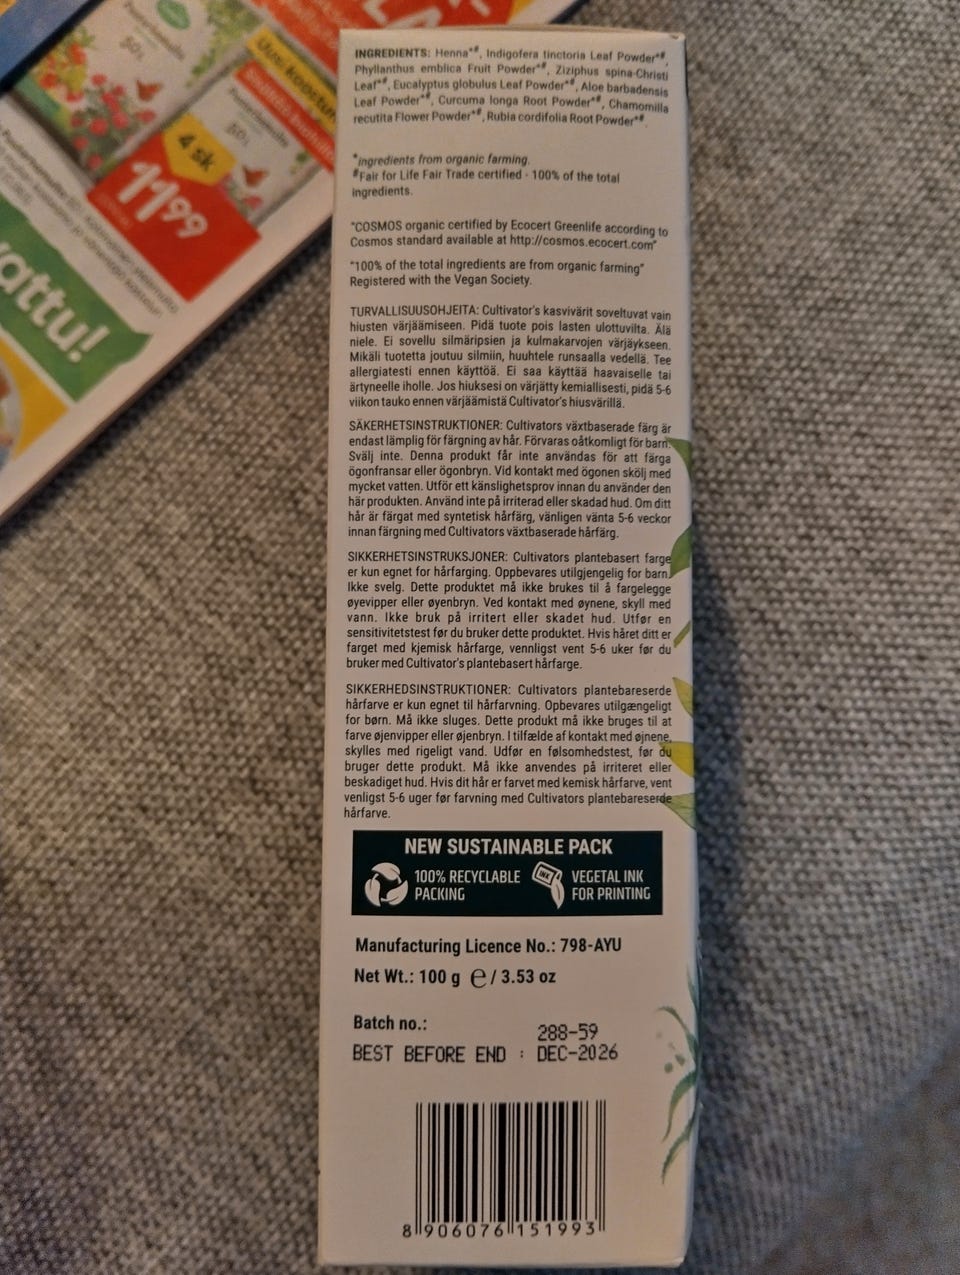 INGREDIENTS: Henna*#, Indigofera tinctoria Leaf Powder*#,
Phyllanthus emblica Fruit Powder*#, Ziziphus spina-Christi
Leaf*#, Eucalyptus globulus Leaf Powder*#, Aloe barbadensis
Leaf Powder*#, Curcuma longa Root Powder*#, Chamomilla
recutita Flower Powder*#, Rubia cordifolia Root Powder*#.
*Ingredients from organic farming.
#Fair for Life Fair Trade certified - 100% of the total
ingredients.
"COSMOS organic certified by Ecocert Greenlife according to
Cosmos standard available at http://cosmos.ecocert.com"
"100% of the total ingredients are from organic farming"
Registered with the Vegan Society.
TURVALLISUUSOHJEITA: Cultivator's kasvivärit soveltuvat vain
hiusten värjäämiseen. Pidä tuote pois lasten ulottuvilta. Älä
niele. Ei sovellu silmäripsien ja kulmakarvojen värjäykseen.
Mikäli tuotetta joutuu silmiin, huuhtele runsaalla vedellä. Tee
allergiatesti ennen käyttöä. Ei saa käyttää haavaiselle tai
ärtyneelle iholle. Jos hiuksesi on värjätty kemiallisesti, pidä 5-6
viikon tauko ennen värjäämistä Cultivator's hiusvärillä.
SÄKERHETSINSTRUKTIONER: Cultivators växtbaserade färg är
endast lämplig för färgning av hår. Förvaras oåtkomligt för barn.
Svälj inte. Denna produkt får inte användas för att färga
ögonfransar eller ögonbryn. Vid kontakt med ögonen skölj med
mycket vatten. Utför ett känslighetsprov innan du använder den
här produkten. Använd inte på irriterad eller skadad hud. Om ditt
hår är färgat med syntetisk hårfärg, vänligen vänta 5-6 veckor
innan färgning med Cultivators växtbaserade hårfärg.
SIKKERHETSINSTRUKSJONER: Cultivators plantebasert farge
er kun egnet for hårfarging. Oppbevares utilgjengelig for barn.
Ikke svelg. Dette produktet må ikke brukes til å fargelegge
øyevipper eller øyenbryn. Ved kontakt med øynene, skyll med
vann. Ikke bruk på irritert eller skadet hud. Utfør en
sensitivitetstest før du bruker dette produktet. Hvis håret ditt er
farget med kjemisk hårfarge, vennligst vent 5-6 uker før du
bruker med Cultivator's plantebasert hårfarge.
SIKKERHEDSINSTRUKTIONER: Cultivators plantebareserde
hårfarve er kun egnet til hårfarvning. Opbevares utilgængeligt
for børn. Må ikke sluges. Dette produkt må ikke bruges til at
farve øjenvipper eller øjenbryn. I tilfælde af kontakt med øjnene,
skylles med rigeligt vand. Udfør en følsomhedstest, før du
bruger dette produkt. Må ikke anvendes på irriteret eller
beskadiget hud. Hvis dit hår er farvet med kemisk hårfarve, vent
venligst 5-6 uger før farvning med Cultivators plantebareserde
hårfarve.
NEW SUSTAINABLE PACK
100% RECYCLABLE
PACKING
INK
VEGETAL INK
FOR PRINTING
Manufacturing Licence No.: 798-AYU
Net Wt.: 100 g e / 3.53 oz
Batch no.: 288-59
BEST BEFORE END : DEC-2026
8 906076 151993
50 L
4 sk
11 99